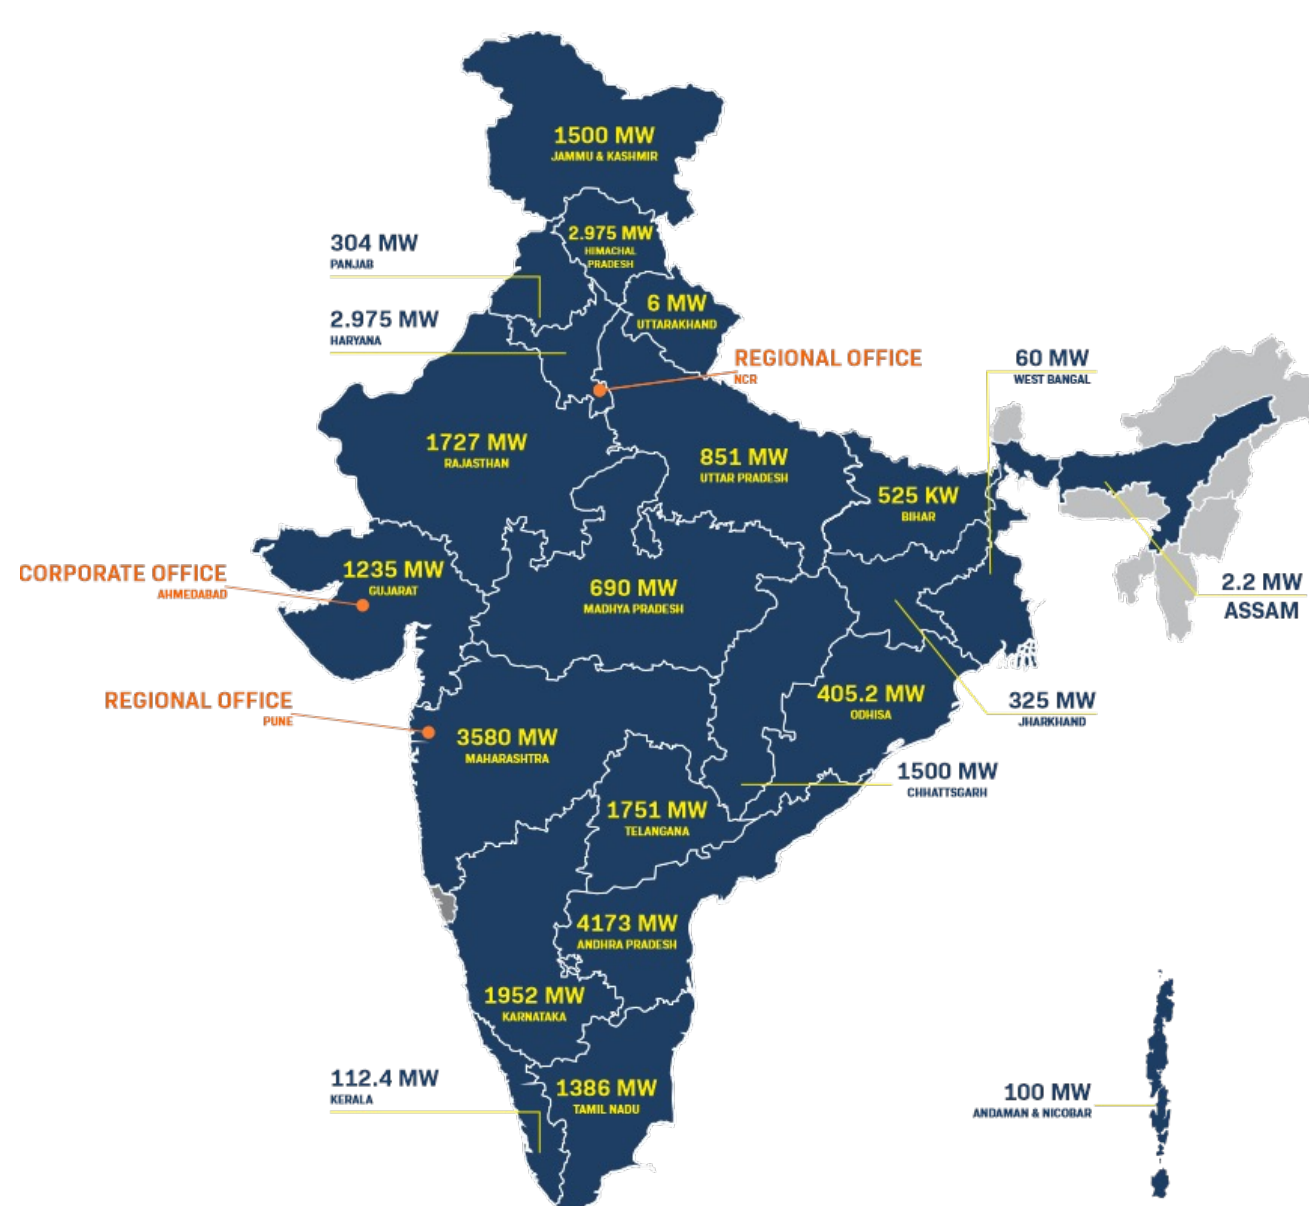 1500 MW
JAMMU & KASHMIR
2.975 MW
HIMACHAL
PRADESH
304 MW
PANJAB
6 MW
UTTARAKHAND
2.975 MW
HARYANA
REGIONAL OFFICE
NCR
60 MW
WEST BANGAL
1727 MW
RAJASTHAN
851 MW
UTTAR PRADESH
525 KW
BIHAR
CORPORATE OFFICE
AHMEDABAD
1235 MW
GUJARAT
690 MW
MADHYA PRADESH
2.2 MW
ASSAM
REGIONAL OFFICE
PUNE
3580 MW
MAHARASHTRA
405.2 MW
ODHISA
325 MW
JHARKHAND
1500 MW
CHHATTSGARH
1751 MW
TELANGANA
4173 MW
ANDHRA PRADESH
1952 MW
KARNATAKA
112.4 MW
KERALA
1386 MW
TAMIL NADU
100 MW
ANDAMAN & NICOBAR